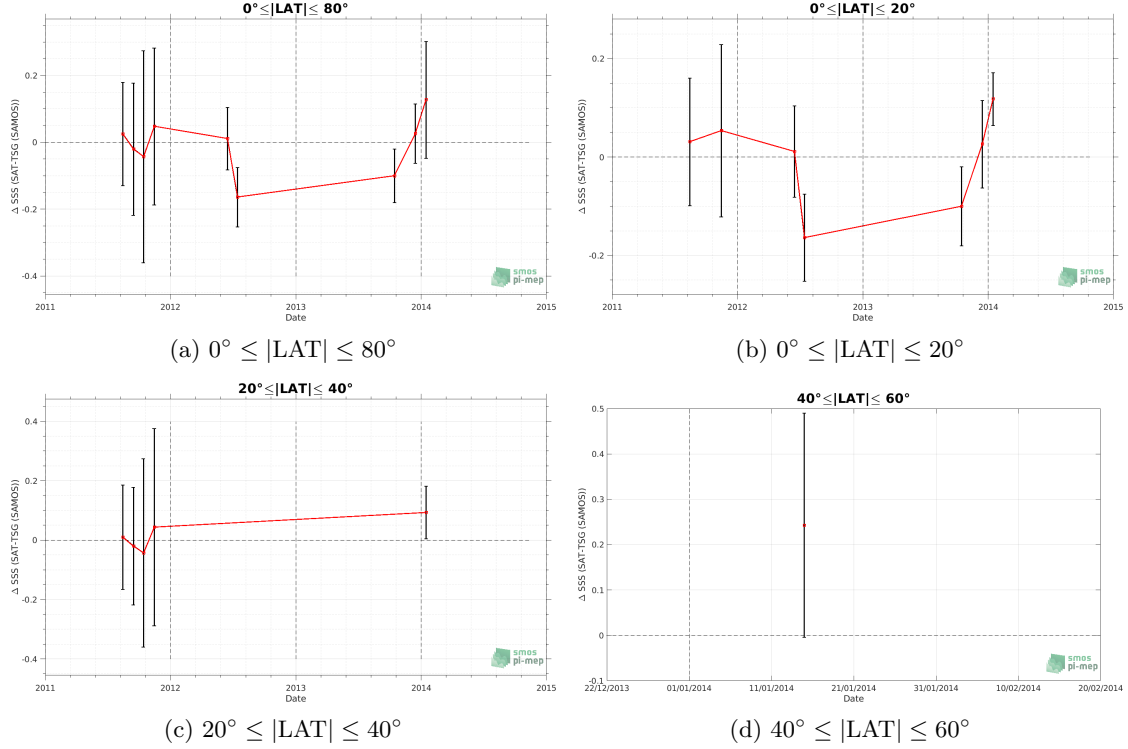 0°≤|LAT|≤ 80°
Δ SSS (SAT-TSG (SAMOS))
0.2
0
-0.2
-0.4
2011 2012 2013 2014 2015
Date
smos
pi-mep
(a) 0° ≤ |LAT| ≤ 80°
0°≤|LAT|≤ 20°
Δ SSS (SAT-TSG (SAMOS))
0.2
0
-0.2
2011 2012 2013 2014 2015
Date
smos
pi-mep
(b) 0° ≤ |LAT| ≤ 20°
20°≤|LAT|≤ 40°
Δ SSS (SAT-TSG (SAMOS))
0.4
0.2
0
-0.2
-0.4
2011 2012 2013 2014 2015
Date
smos
pi-mep
(c) 20° ≤ |LAT| ≤ 40°
40°≤|LAT|≤ 60°
Δ SSS (SAT-TSG (SAMOS))
0.5
0.4
0.3
0.2
0.1
0
-0.1
22/12/2013 01/01/2014 11/01/2014 21/01/2014 31/01/2014 10/02/2014 20/02/2014
Date
smos
pi-mep
(d) 40° ≤ |LAT| ≤ 60°